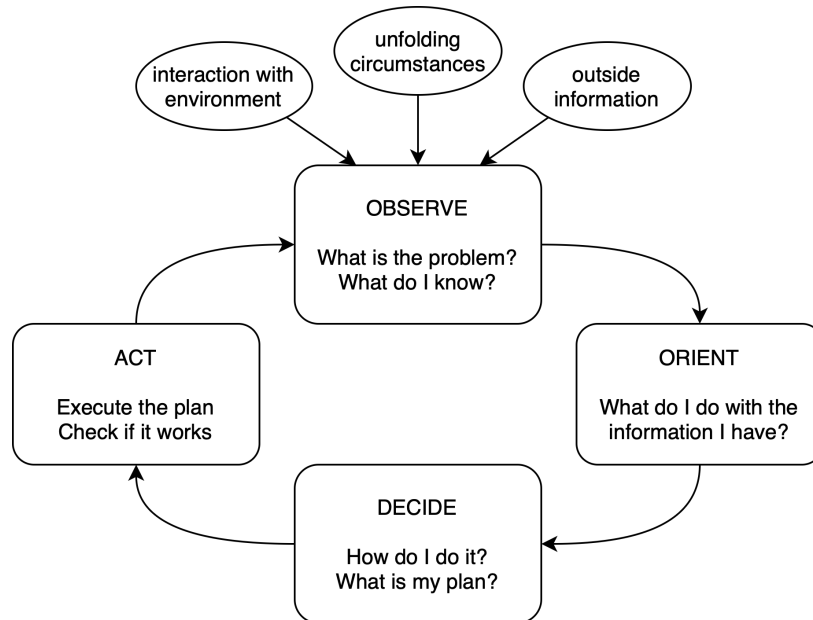 unfolding
circumstances
interaction with
environment
outside
information
OBSERVE
What is the problem?
What do I know?
ACT
Execute the plan
Check if it works
ORIENT
What do I do with the
information I have?
DECIDE
How do I do it?
What is my plan?